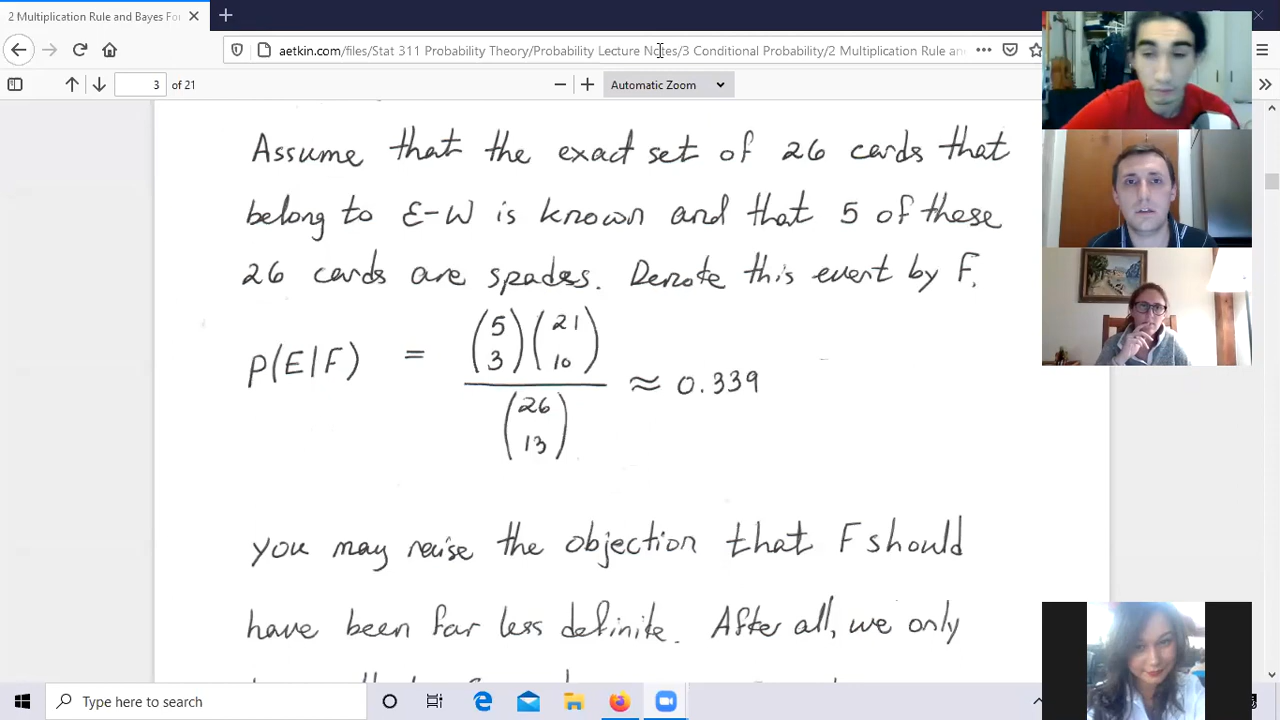 2 Multiplication Rule and Bayes Fo
aetkin.com/files/Stat 311 Probability Theory/Probability Lecture Notes/3 Conditional Probability/2 Multiplication Rule and
3 of 21
Automatic Zoom
Assume that the exact set of 26 cards that
belong to E-W is known and that 5 of these
26 cards are spades. Denote this event by F.
P(E|F) = (5 3)(21 10) / (26 13) ≈ 0.339
you may raise the objection that F should
have been far less definite. After all, we only
Type here to search